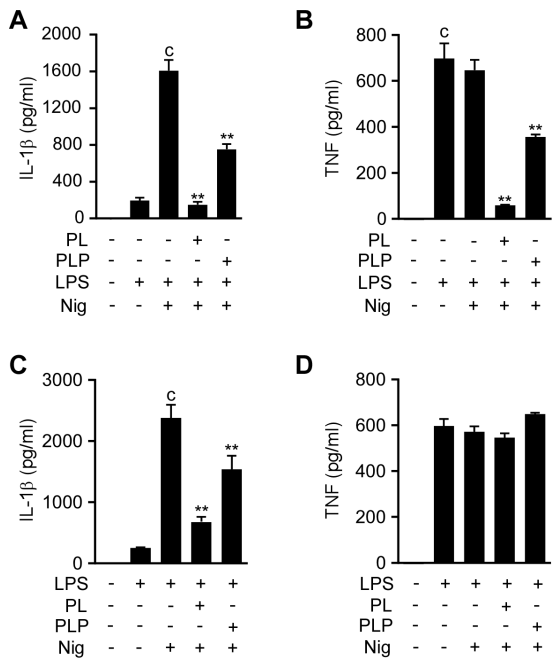 A
IL-1β (pg/ml)
1600
1200
800
400
0
C
**
**
PL - - - + -
PLP - - - - +
LPS - + + + +
Nig - - + + +
B
TNF (pg/ml)
800
600
400
200
0
C
**
**
PL - - - + -
PLP - - - - +
LPS - + + + +
Nig - - + + +
C
IL-1β (pg/ml)
3000
2000
1000
0
C
**
**
LPS - + + + +
PL - - - + -
PLP - - - - +
Nig - - + + +
D
TNF (pg/ml)
800
600
400
200
0
LPS - + + + +
PL - - - + -
PLP - - - - +
Nig - - + + +